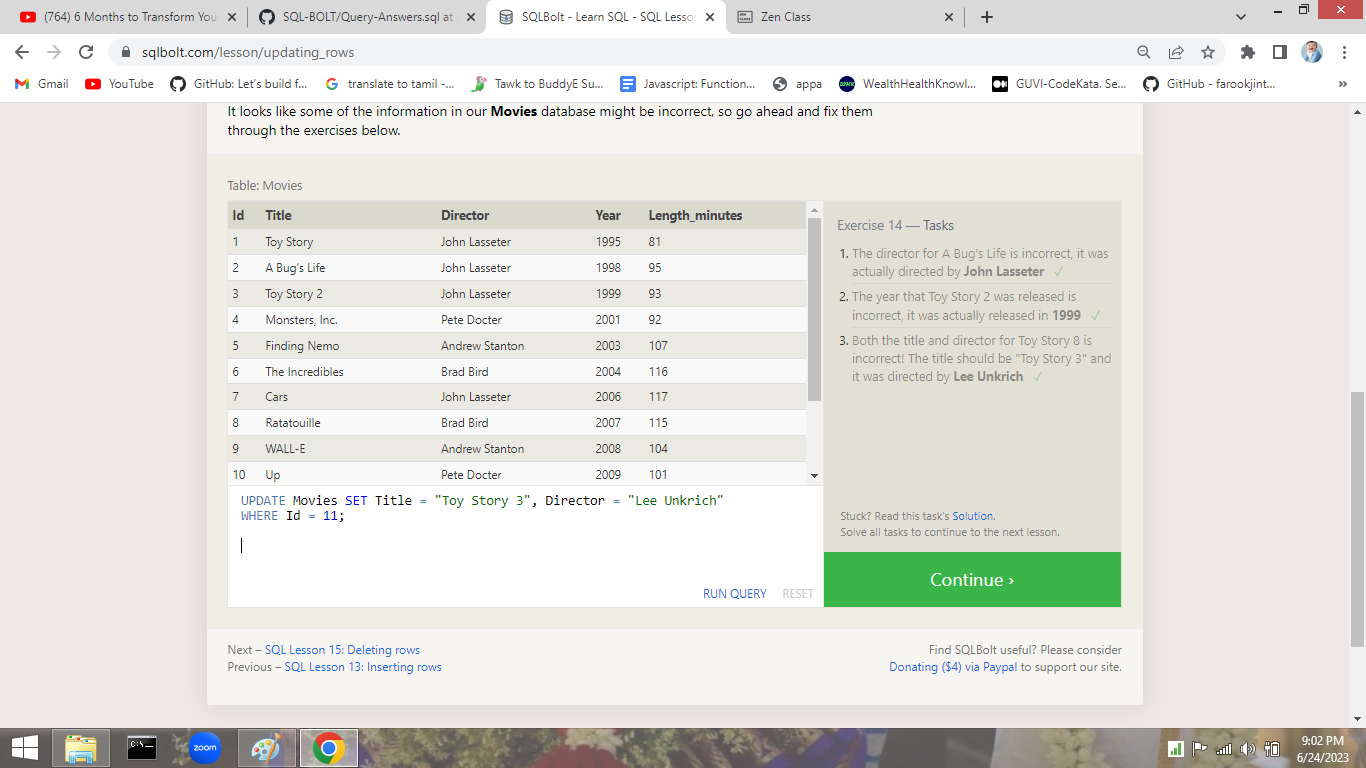 (764) 6 Months to Transform You
SQL-BOLT/Query-Answers.sql at
SQLBolt - Learn SQL - SQL Lesson
Zen Class
sqlbolt.com/lesson/updating_rows
Gmail
YouTube
GitHub: Let's build f...
translate to tamil -...
Tawk to BuddyE Su...
Javascript: Function...
appa
WealthHealthKnowl...
GUVI-CodeKata. Se...
GitHub - farookjint...
»
It looks like some of the information in our Movies database might be incorrect, so go ahead and fix them
through the exercises below.
Table: Movies
Id Title Director Year Length_minutes
1 Toy Story John Lasseter 1995 81
2 A Bug's Life John Lasseter 1998 95
3 Toy Story 2 John Lasseter 1999 93
4 Monsters, Inc. Pete Docter 2001 92
5 Finding Nemo Andrew Stanton 2003 107
6 The Incredibles Brad Bird 2004 116
7 Cars John Lasseter 2006 117
8 Ratatouille Brad Bird 2007 115
9 WALL-E Andrew Stanton 2008 104
10 Up Pete Docter 2009 101
Exercise 14 — Tasks
1. The director for A Bug's Life is incorrect, it was
actually directed by John Lasseter ✓
2. The year that Toy Story 2 was released is
incorrect, it was actually released in 1999 ✓
3. Both the title and director for Toy Story 8 is
incorrect! The title should be "Toy Story 3" and
it was directed by Lee Unkrich ✓
UPDATE Movies SET Title = "Toy Story 3", Director = "Lee Unkrich"
WHERE Id = 11;
RUN QUERY RESET
Stuck? Read this task's Solution.
Solve all tasks to continue to the next lesson.
Continue ›
Next – SQL Lesson 15: Deleting rows
Previous – SQL Lesson 13: Inserting rows
Find SQLBolt useful? Please consider
Donating ($4) via Paypal to support our site.
zoom
9:02 PM
6/24/2023